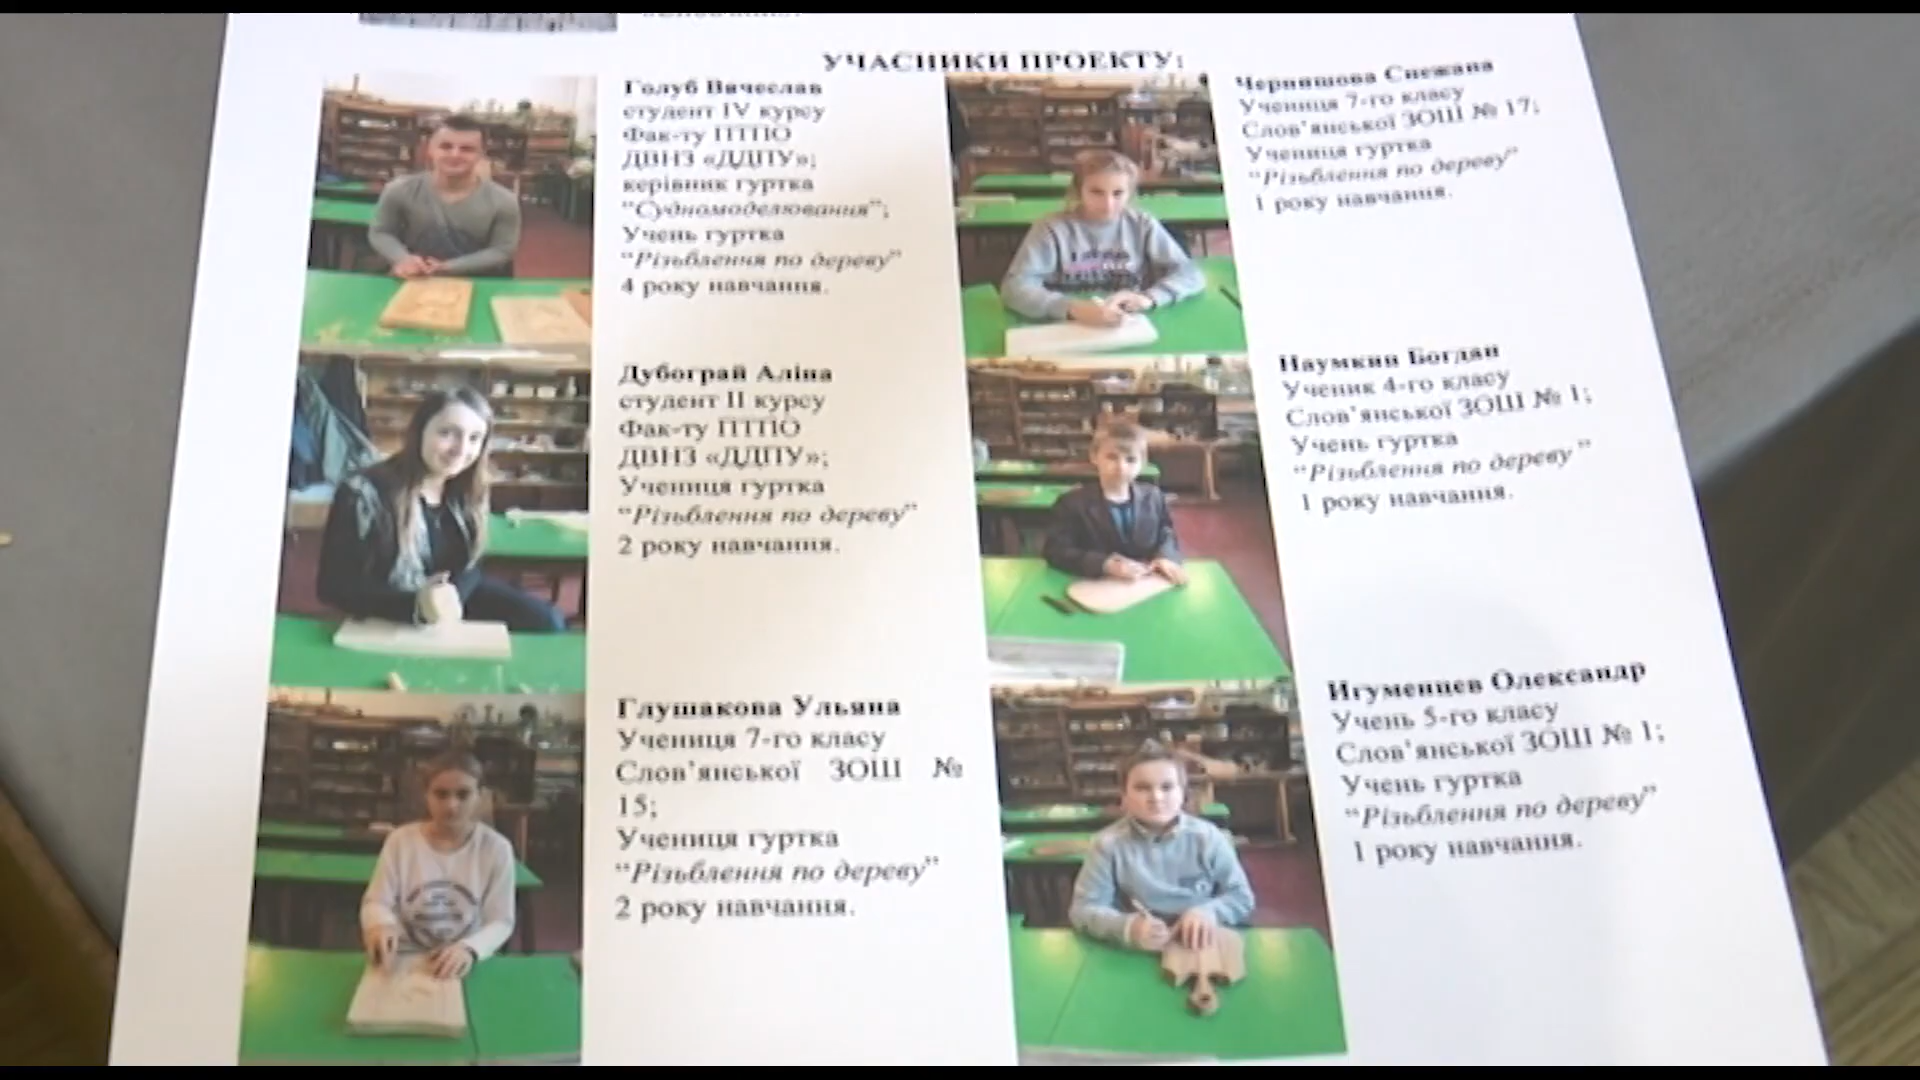 УЧАСНИКИ ПРОЕКТУ:
Голуб Вячеслав
студент IV курсу
Фак-ту ПТПО
ДВНЗ «ДДПУ»;
керівник гуртка
“Судномоделювання”;
Учень гуртка
“Різьблення по дереву”
4 року навчання.
Дубограй Аліна
студент II курсу
Фак-ту ПТПО
ДВНЗ «ДДПУ»;
Учениця гуртка
“Різьблення по дереву”
2 року навчання.
Глушакова Ульяна
Учениця 7-го класу
Слов’янської ЗОШ №
15;
Учениця гуртка
“Різьблення по дереву”
2 року навчання.
Чернишова Снежана
Учениця 7-го класу
Слов’янської ЗОШ № 17;
Учениця гуртка
“Різьблення по дереву”
1 року навчання.
Наумкин Богдан
Ученик 4-го класу
Слов’янської ЗОШ № 1;
Учень гуртка
“Різьблення по дереву”
1 року навчання.
Игуменцев Олександр
Учень 5-го класу
Слов’янської ЗОШ № 1;
Учень гуртка
“Різьблення по дереву”
1 року навчання.